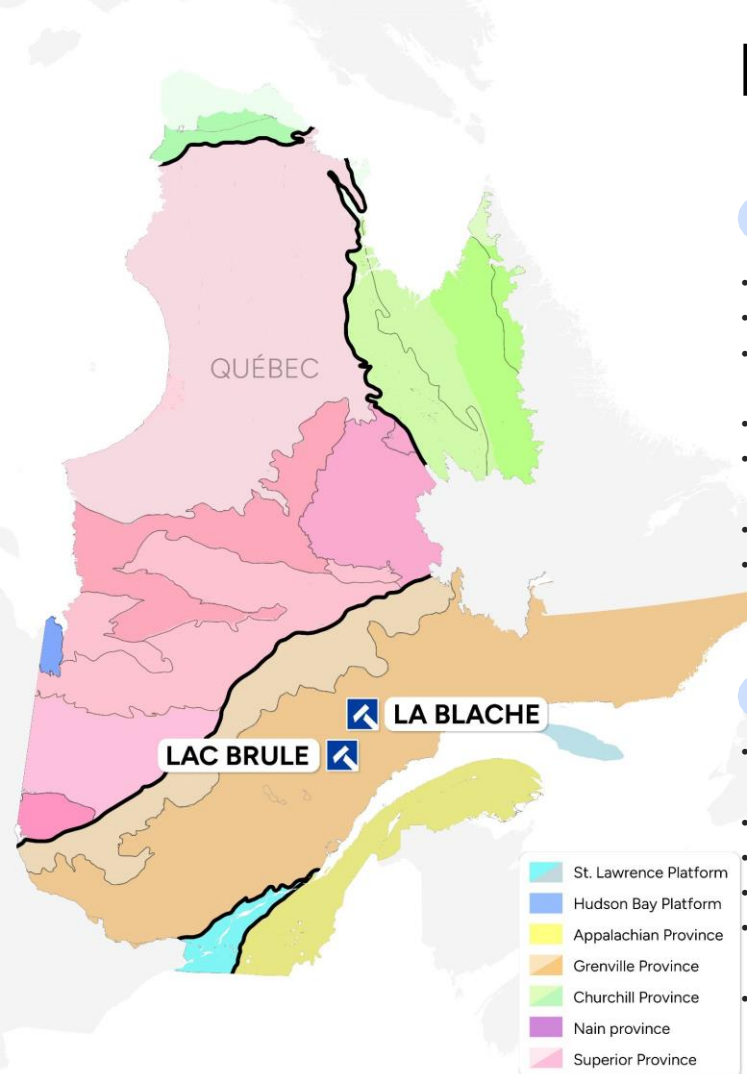 QUÉBEC
LA BLACHE
LAC BRULE
St. Lawrence Platform
Hudson Bay Platform
Appalachian Province
Grenville Province
Churchill Province
Nain province
Superior Province